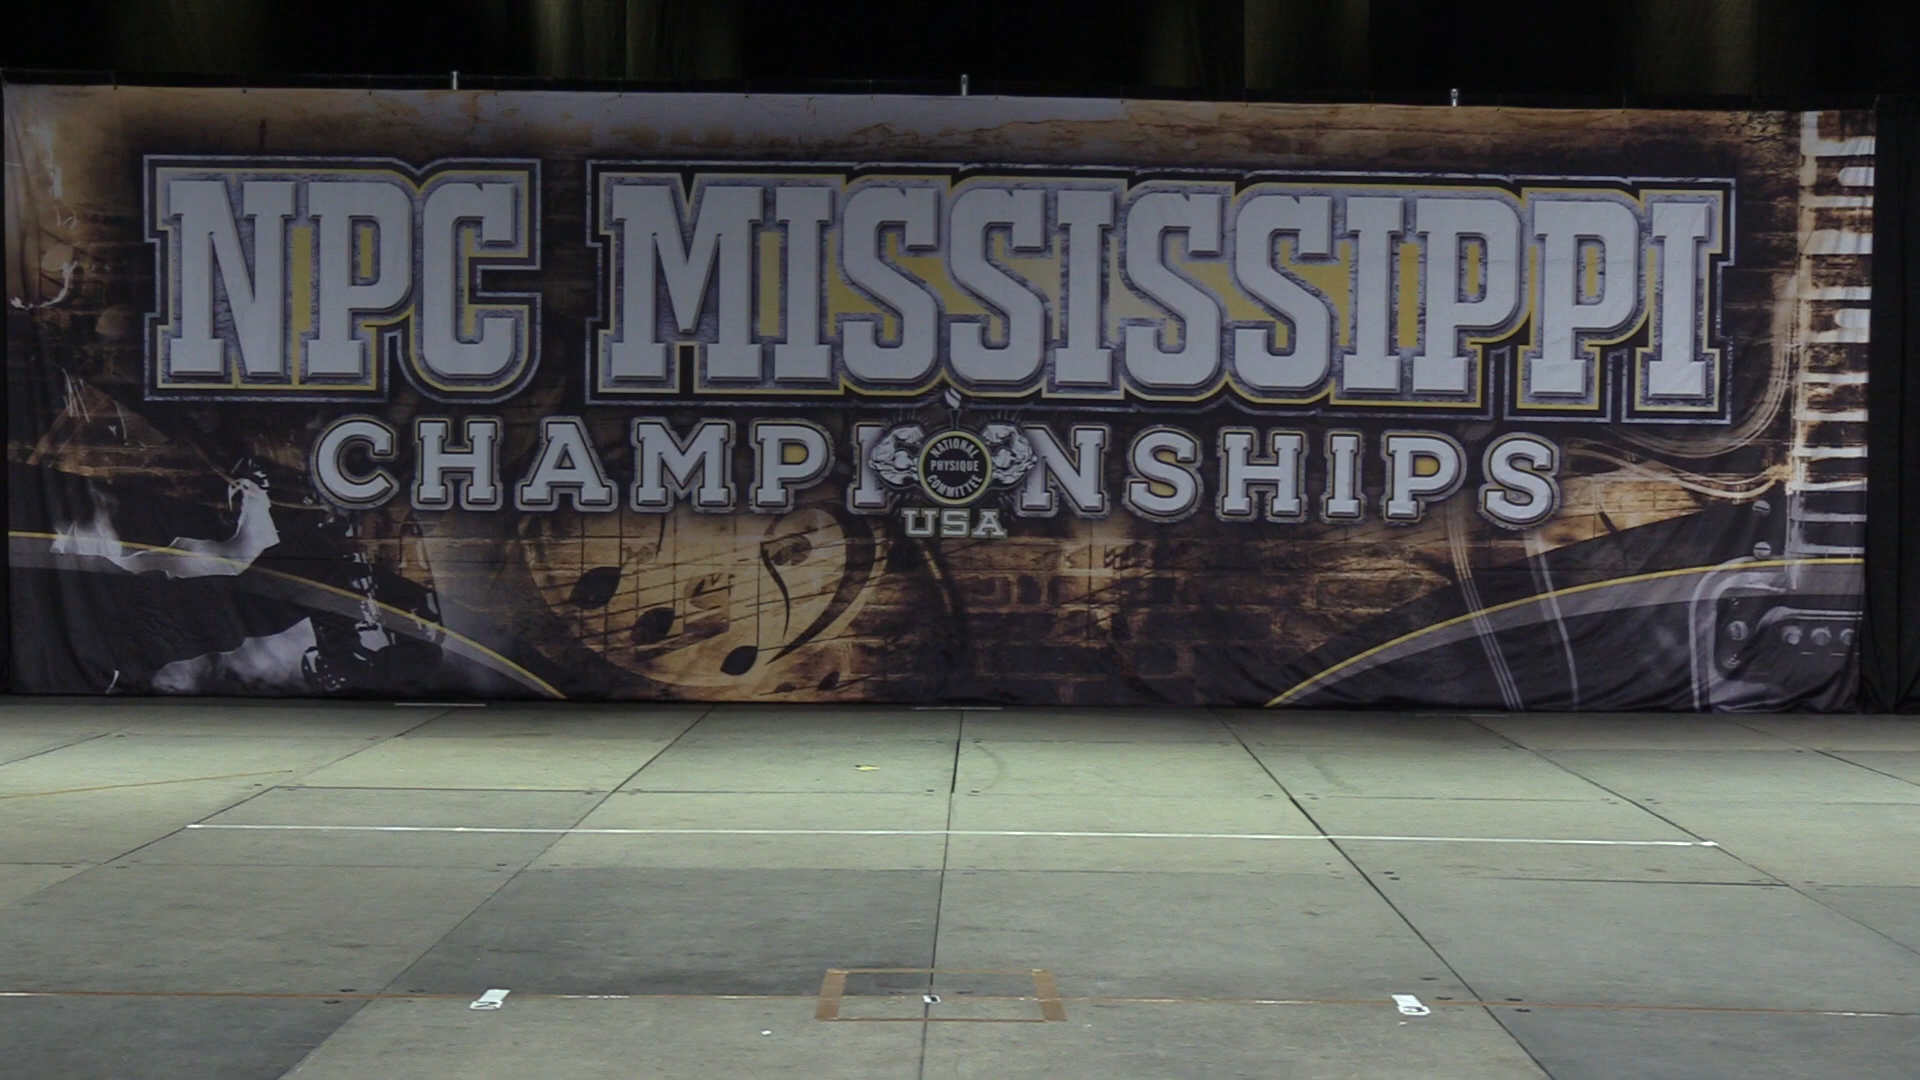 NPC MISSISSIPPI
CHAMPIONSHIPS
NATIONAL
PHYSIQUE
COMMITTEE
USA